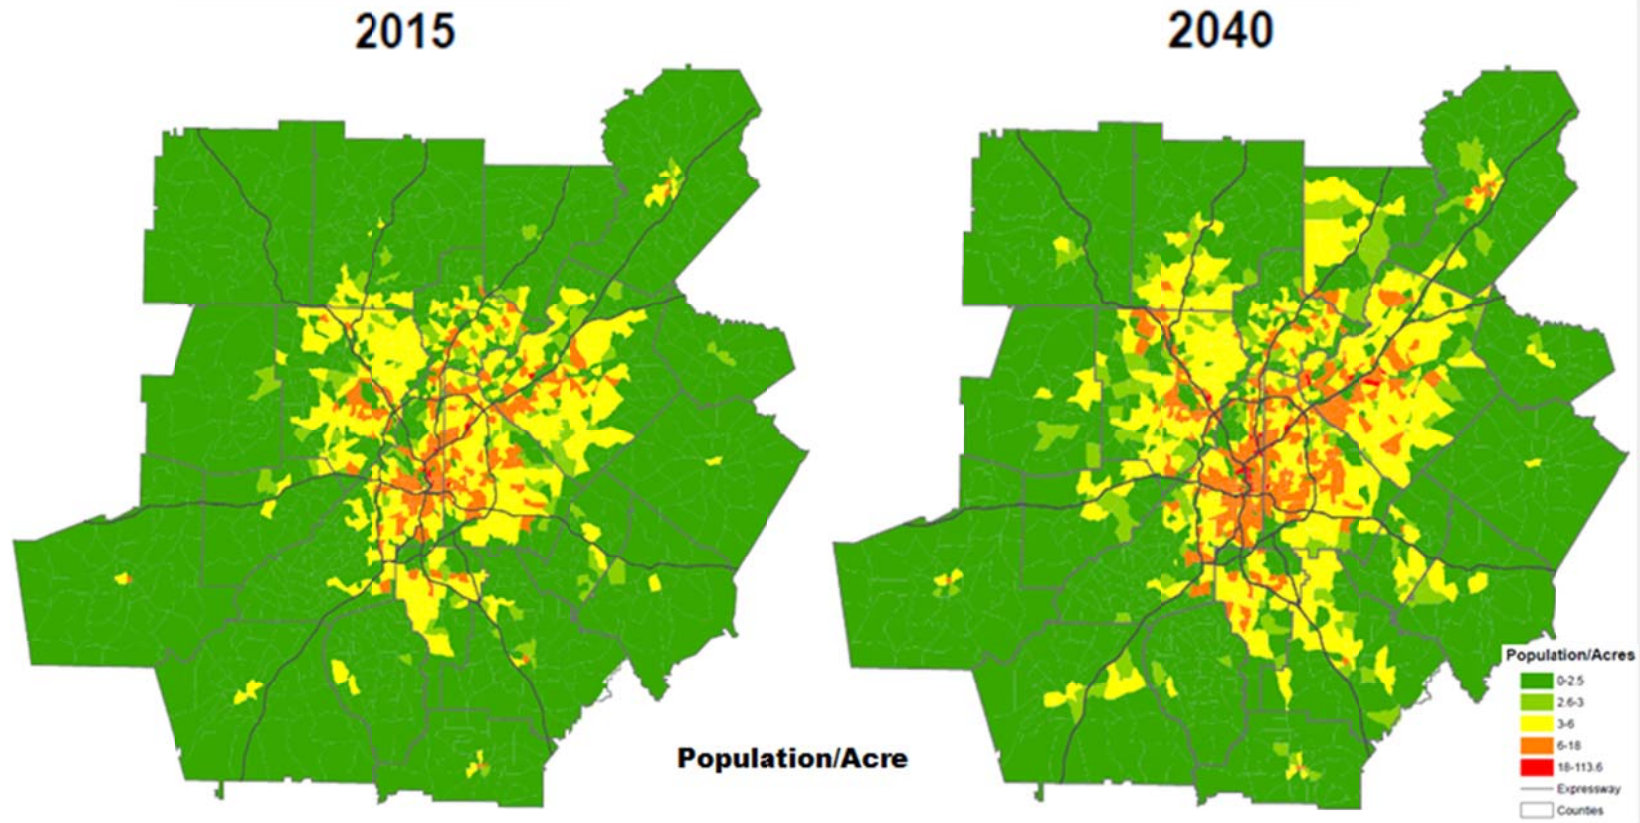 2015
2040
Population/Acre
Population/Acres
0-2.5
2.6-3
3-6
6-18
18-113.6
Expressway
Counties